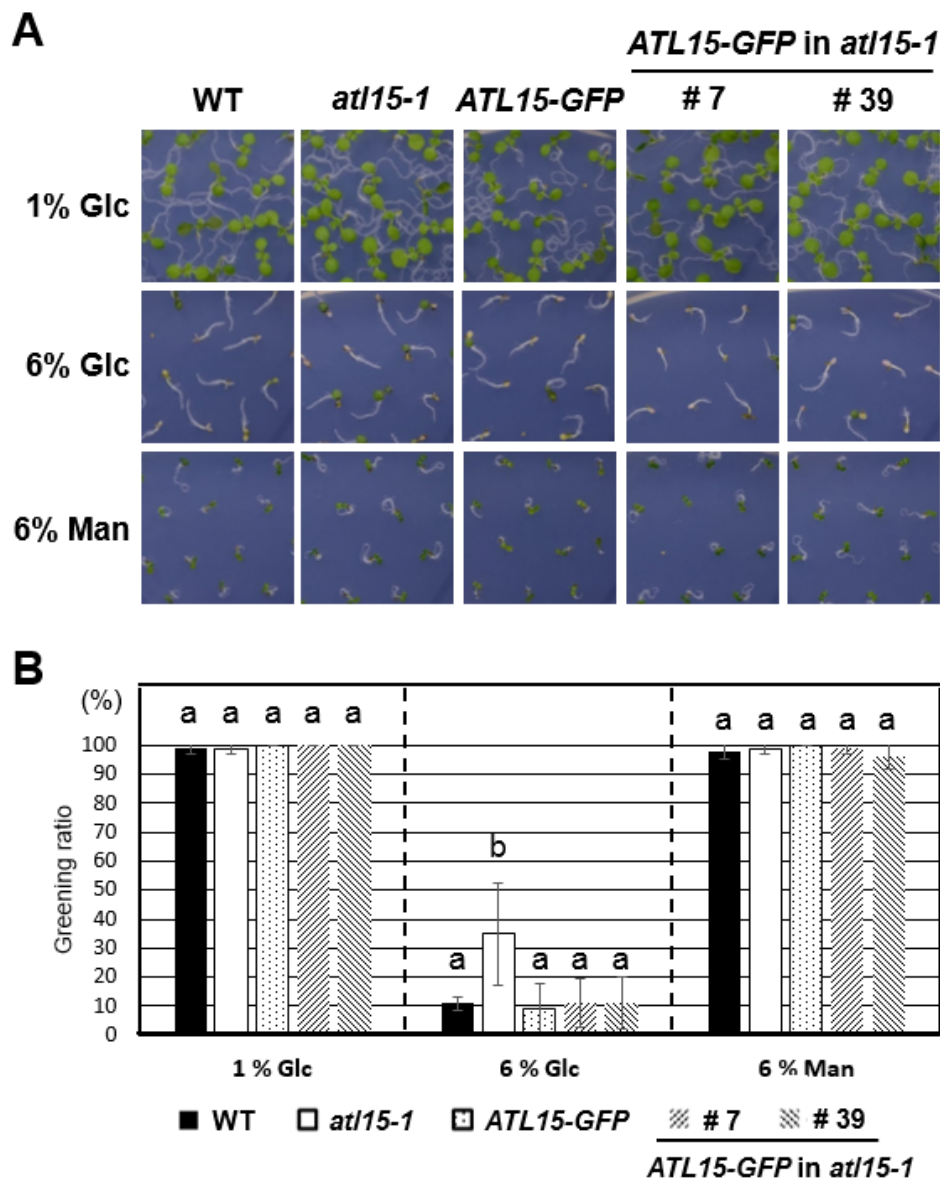 A
ATL15-GFP in atl15-1
WT atl15-1 ATL15-GFP # 7 # 39
1% Glc
6% Glc
6% Man
B
(%)
a a a a a a b a a a a a a a a
100
90
80
70
60
50
40
30
20
10
0
Greening ratio
1 % Glc 6 % Glc 6 % Man
WT atl15-1 ATL15-GFP # 7 # 39
ATL15-GFP in atl15-1